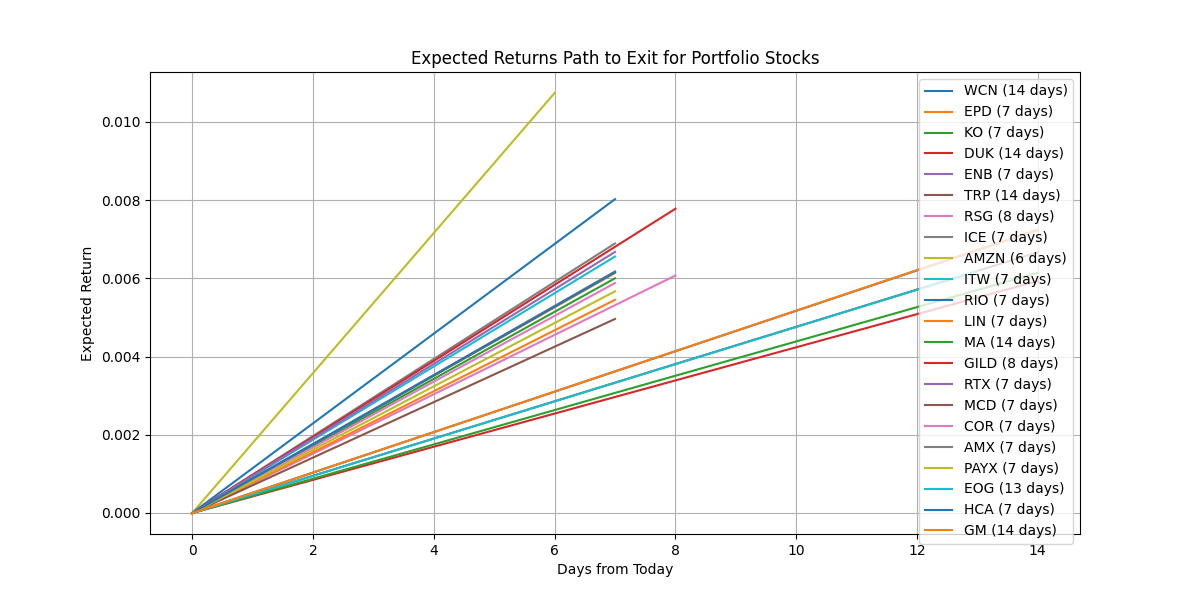 Expected Returns Path to Exit for Portfolio Stocks
Expected Return
0.010
0.008
0.006
0.004
0.002
0.000
0 2 4 6 8 10 12 14
Days from Today
WCN (14 days)
EPD (7 days)
KO (7 days)
DUK (14 days)
ENB (7 days)
TRP (14 days)
RSG (8 days)
ICE (7 days)
AMZN (6 days)
ITW (7 days)
RIO (7 days)
LIN (7 days)
MA (14 days)
GILD (8 days)
RTX (7 days)
MCD (7 days)
COR (7 days)
AMX (7 days)
PAYX (7 days)
EOG (13 days)
HCA (7 days)
GM (14 days)